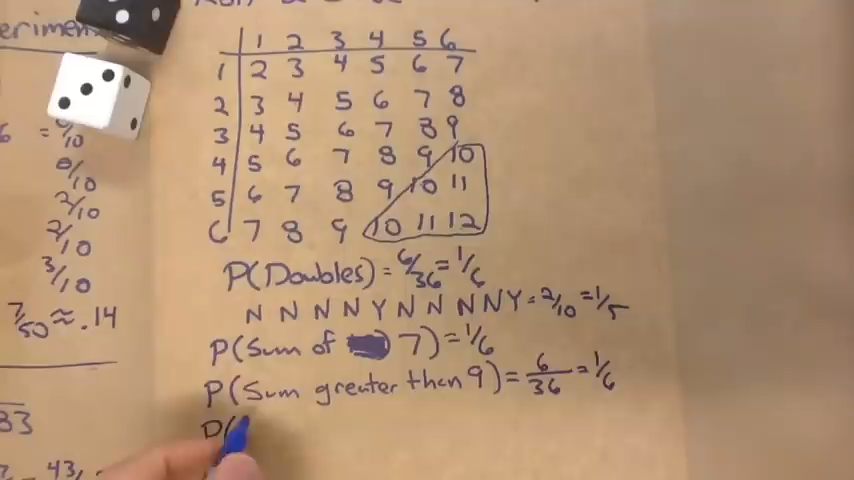 1 2 3 4 5 6
1 2 3 4 5 6 7
2 3 4 5 6 7 8
3 4 5 6 7 8 9
4 5 6 7 8 9 10
5 6 7 8 9 10 11
6 7 8 9 10 11 12
P(Doubles) = 6/36 = 1/6
N N N N Y N N N N Y = 2/10 = 1/5
P(Sum of 7) = 1/6
P(Sum greater than 9) = 6/36 = 1/6
P(
6 = /10
/10
2/10
2/10
3/10
7/50 ≈ .14
83
43/